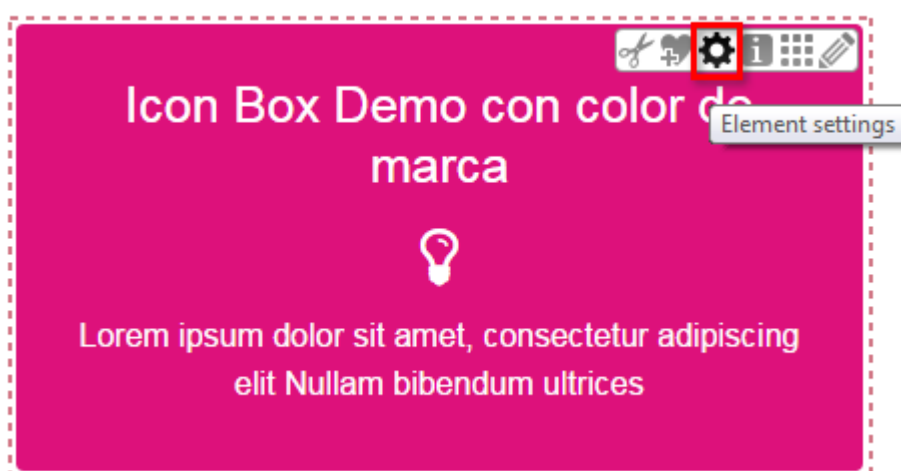 Icon Box Demo con color de
Element settings
marca
Lorem ipsum dolor sit amet, consectetur adipiscing
elit Nullam bibendum ultrices